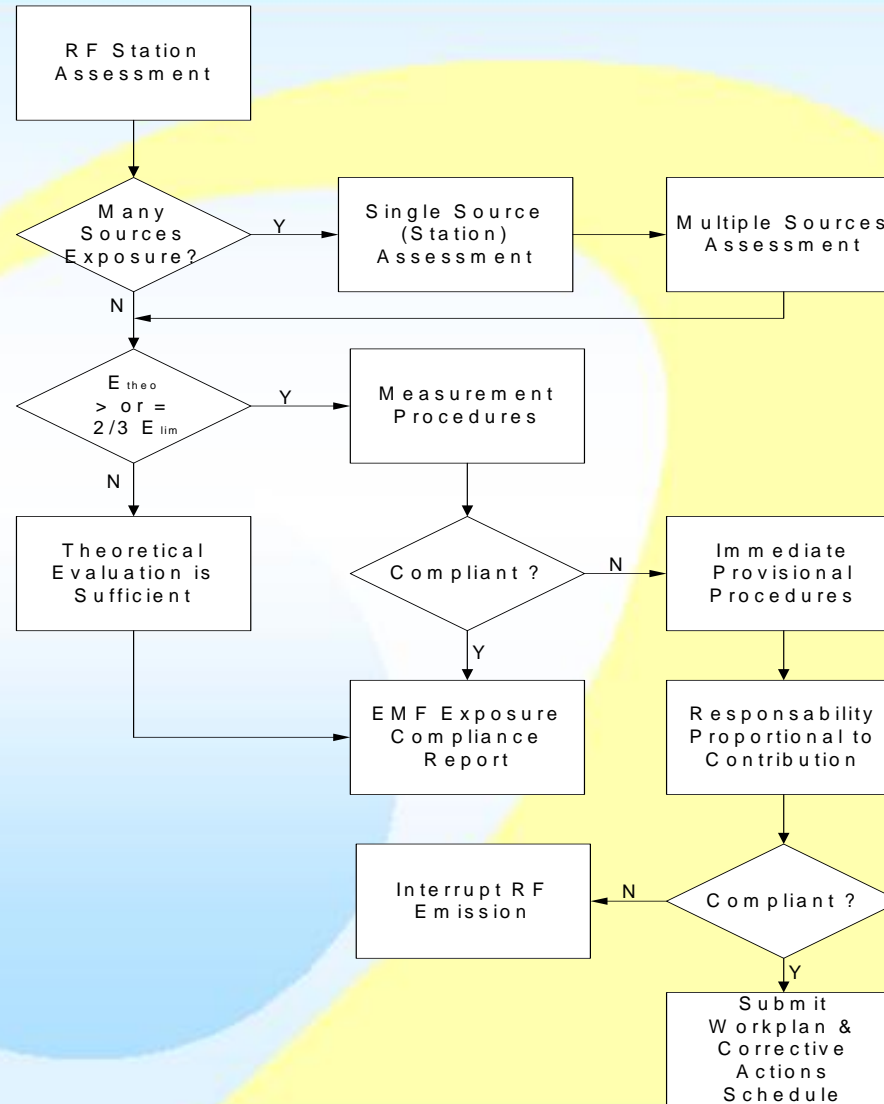 RF Station
Assessment
Many
Sources
Exposure?
Y
Single Source
(Station)
Assessment
Multiple Sources
Assessment
N
E theo
> or =
2/3 E lim
Y
Measurement
Procedures
N
Theoretical
Evaluation is
Sufficient
Compliant ?
N
Immediate
Provisional
Procedures
Y
EMF Exposure
Compliance
Report
Responsability
Proportional to
Contribution
Interrupt RF
Emission
N
Compliant ?
Y
Submit
Workplan &
Corrective
Actions
Schedule